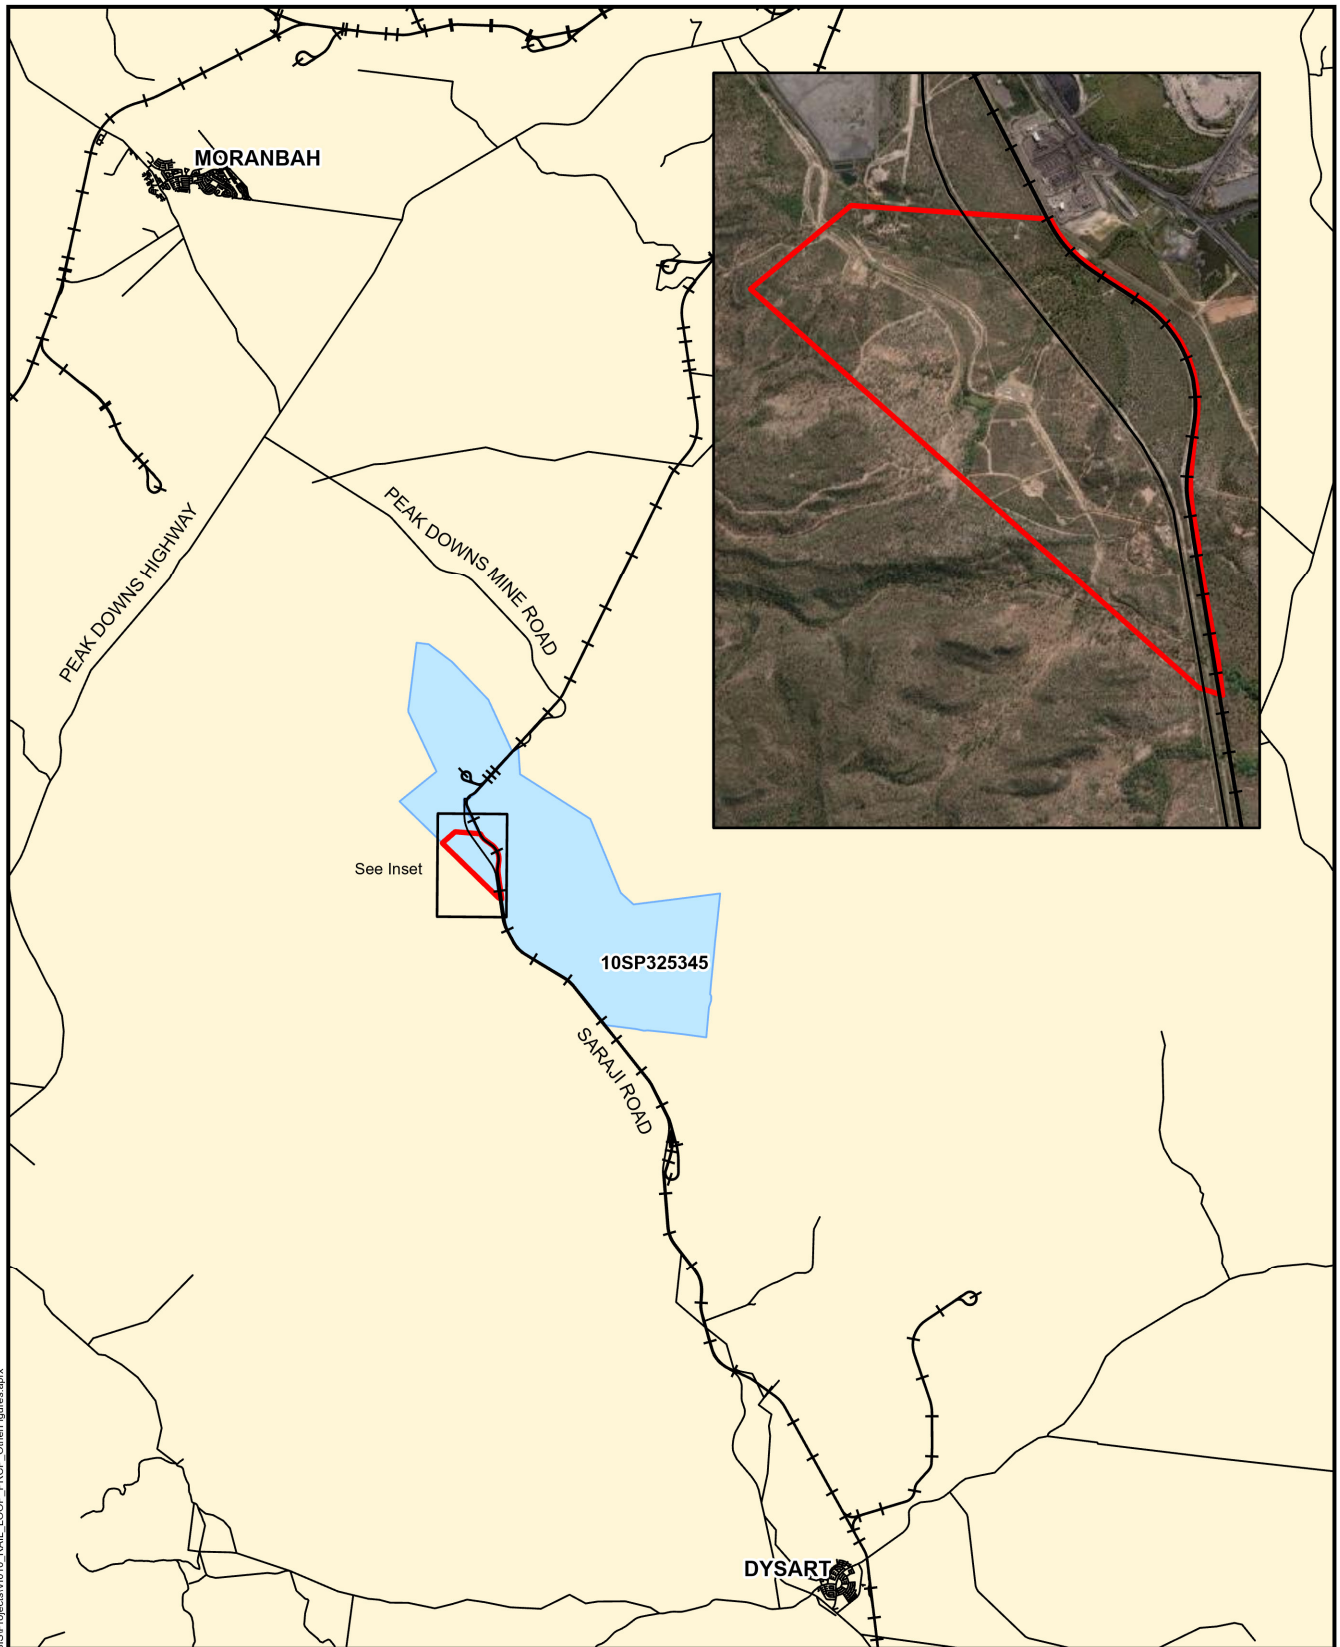 MORANBAH
PEAK DOWNS HIGHWAY
PEAK DOWNS MINE ROAD
See Inset
10SP325345
SARAJI ROAD
DYSART